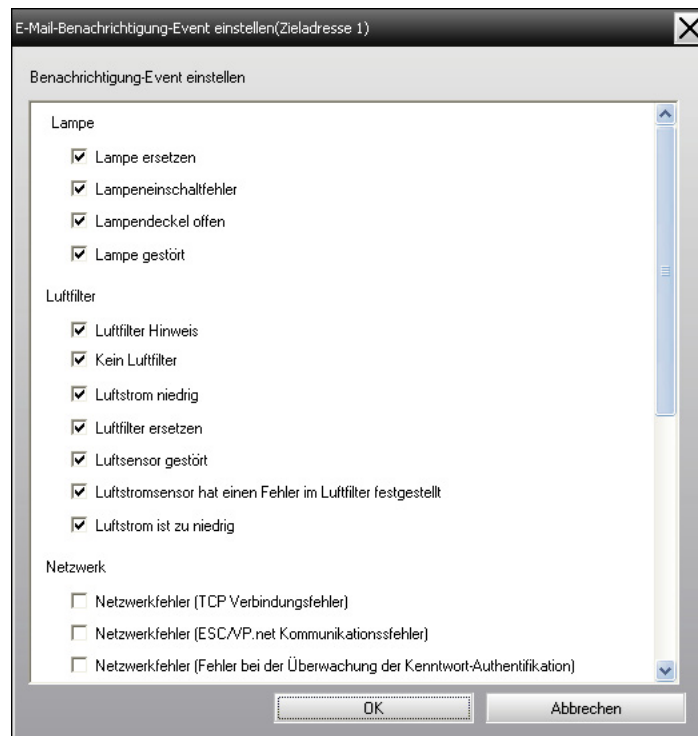 E-Mail-Benachrichtigung-Event einstellen(Zieladresse 1)
Benachrichtigung-Event einstellen
Lampe
Lampe ersetzen
Lampeneinschaltfehler
Lampendeckel offen
Lampe gestört
Luftfilter
Luftfilter Hinweis
Kein Luftfilter
Luftstrom niedrig
Luftfilter ersetzen
Luftsensor gestört
Luftstromsensor hat einen Fehler im Luftfilter festgestellt
Luftstrom ist zu niedrig
Netzwerk
Netzwerkfehler (TCP Verbindungsfehler)
Netzwerkfehler (ESC/VP.net Kommunikationssfehler)
Netzwerkfehler (Fehler bei der Überwachung der Kenntwort-Authentifikation)
OK
Abbrechen